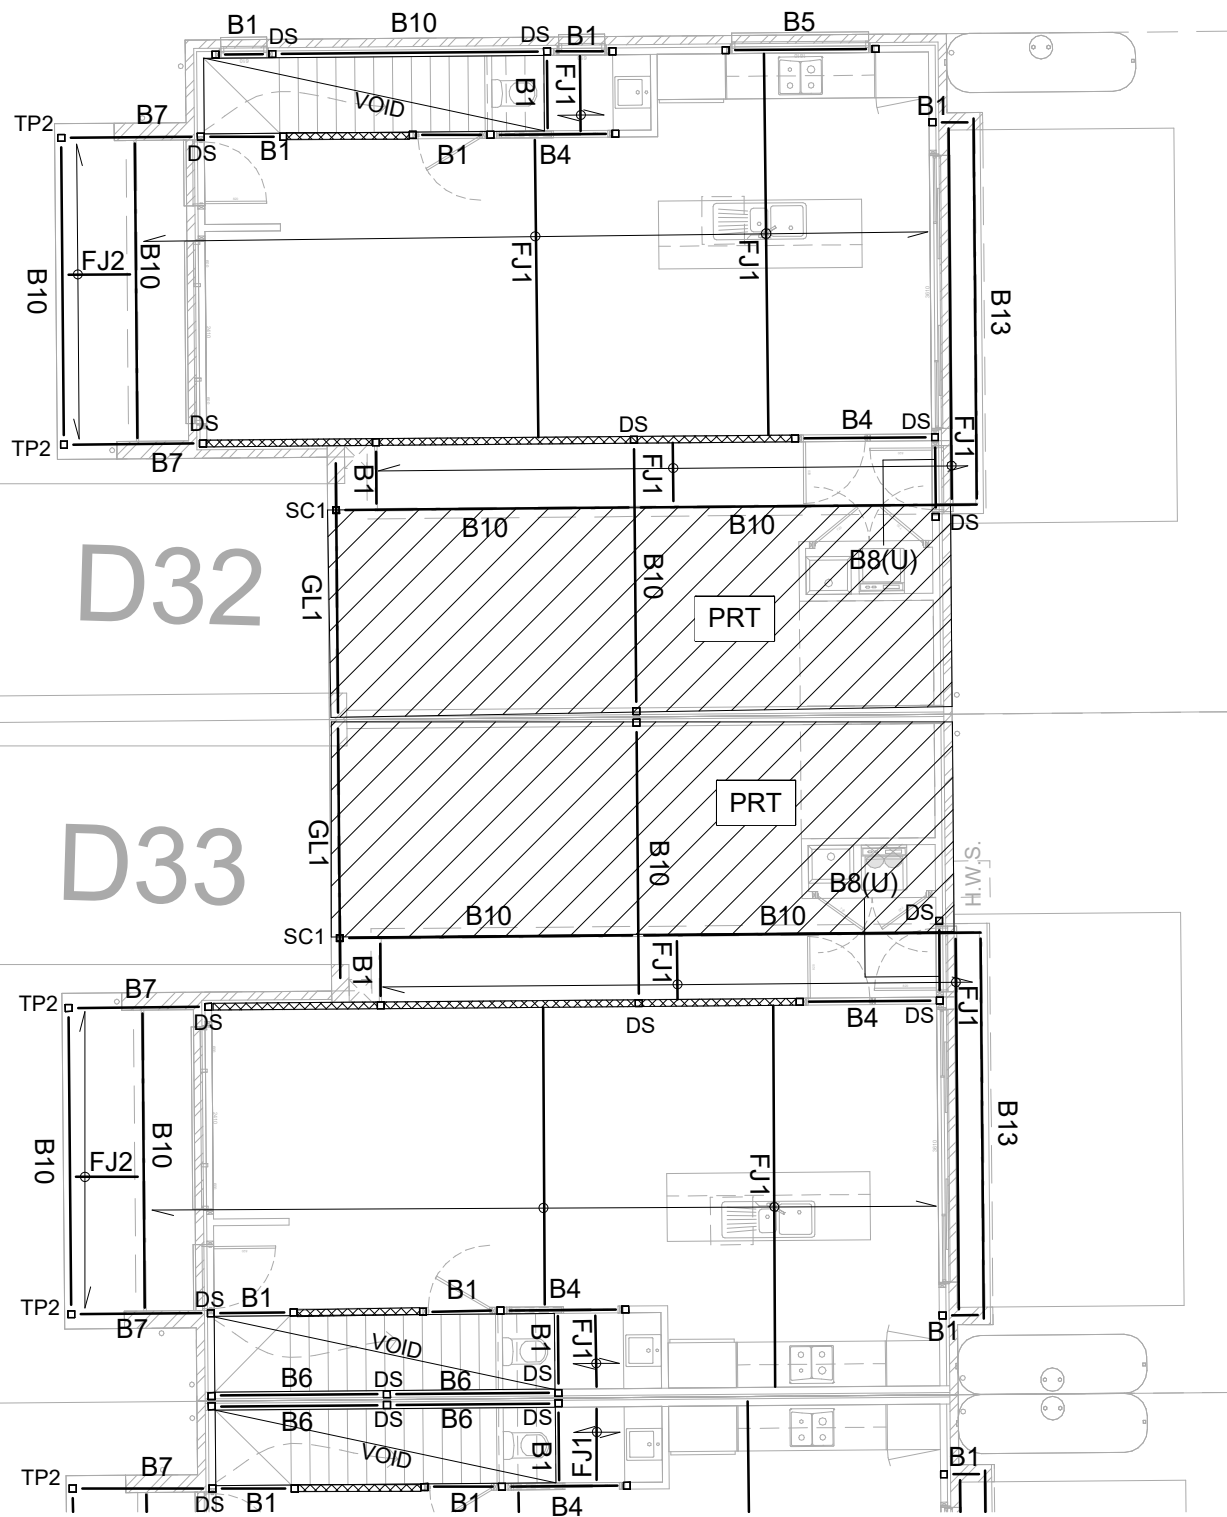 B1
DS
B10
DS
B1
B5
TP2
B7
VOID
B1
FJ1
B1
DS
B1
B1
B4
B10
FJ2
B10
FJ1
FJ1
B13
TP2
DS
B7
DS
B4
DS
FJ1
B1
FJ1
SC1
B10
B10
DS
D32
GL1
B10
B8(U)
PRT
D33
GL1
PRT
B10
B8(U)
H.W.S.
B10
B10
DS
SC1
B1
FJ1
FJ1
TP2
B7
DS
DS
B4
DS
B10
FJ2
B10
FJ1
B13
TP2
B7
DS
B1
B1
B4
B1
VOID
B1
FJ1
DS
B6
DS
B6
B6
DS
B6
DS
VOID
B1
FJ1
TP2
B7
DS
B1
B1
B4
B1